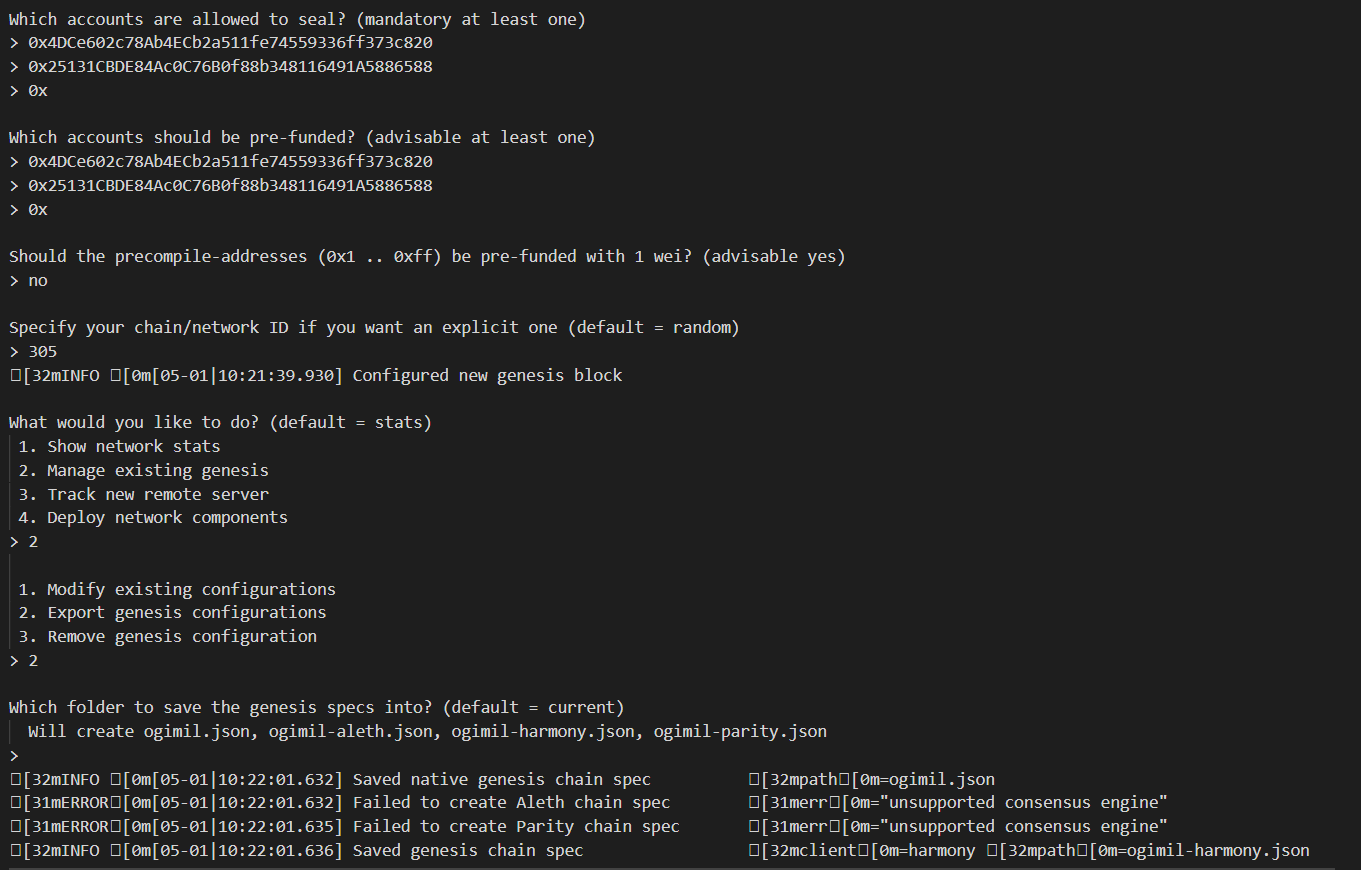 Which accounts are allowed to seal? (mandatory at least one)
> 0x4DCe602c78Ab4ECb2a511fe74559336ff373c820
> 0x25131CBDE84Ac0C76B0f88b348116491A5886588
> 0x
Which accounts should be pre-funded? (advisable at least one)
> 0x4DCe602c78Ab4ECb2a511fe74559336ff373c820
> 0x25131CBDE84Ac0C76B0f88b348116491A5886588
> 0x
Should the precompile-addresses (0x1 .. 0xff) be pre-funded with 1 wei? (advisable yes)
> no
Specify your chain/network ID if you want an explicit one (default = random)
> 305
□[32mINFO □[0m[05-01|10:21:39.930] Configured new genesis block
What would you like to do? (default = stats)
1. Show network stats
2. Manage existing genesis
3. Track new remote server
4. Deploy network components
> 2
1. Modify existing configurations
2. Export genesis configurations
3. Remove genesis configuration
> 2
Which folder to save the genesis specs into? (default = current)
Will create ogimil.json, ogimil-aleth.json, ogimil-harmony.json, ogimil-parity.json
>
□[32mINFO □[0m[05-01|10:22:01.632] Saved native genesis chain spec □[32mpath□[0m=ogimil.json
□[31mERROR□[0m[05-01|10:22:01.632] Failed to create Aleth chain spec □[31merr□[0m="unsupported consensus engine"
□[31mERROR□[0m[05-01|10:22:01.635] Failed to create Parity chain spec □[31merr□[0m="unsupported consensus engine"
□[32mINFO □[0m[05-01|10:22:01.636] Saved genesis chain spec □[32mclient□[0m=harmony □[32mpath□[0m=ogimil-harmony.json